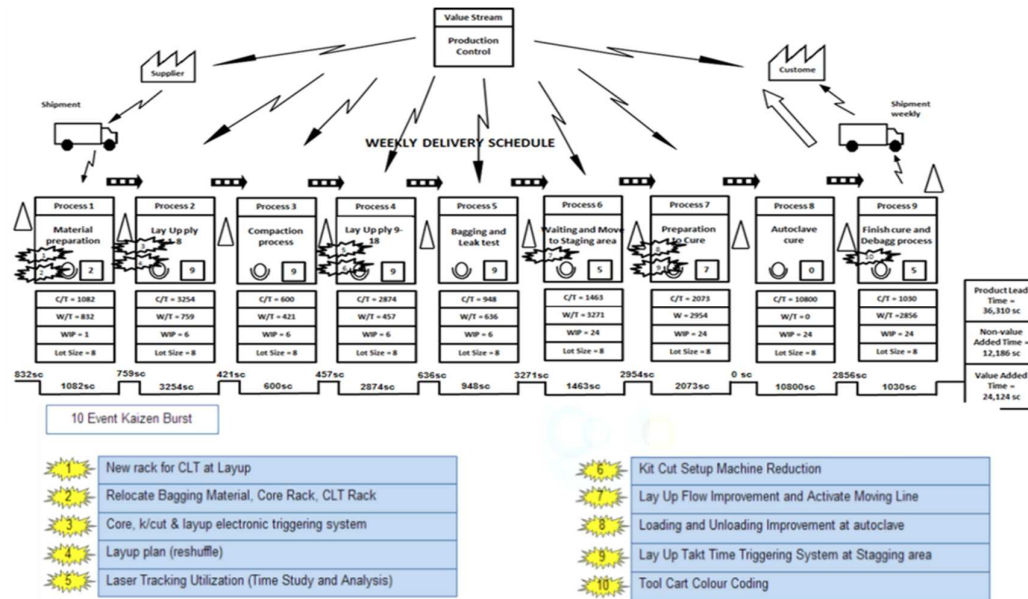 Value Stream
Production
Control
Supplier
Custome
Shipment
Shipment
weekly
WEEKLY DELIVERY SCHEDULE
Process 1
Material
preparation
1
2
2
C/T = 1082
W/T = 832
WIP = 1
Lot Size = 8
Process 2
Lay Up ply
-8
3
9
C/T = 3254
W/T = 759
WIP = 6
Lot Size = 8
Process 3
Compaction
process
9
C/T = 600
W/T = 421
WIP = 6
Lot Size = 8
Process 4
Lay Up ply 9-
18
5
6
9
C/T = 2874
W/T = 457
WIP = 6
Lot Size = 8
Process 5
Bagging and
Leak test
9
C/T = 948
W/T = 636
WIP = 6
Lot Size = 8
Process 6
Waiting and Move
to Staging area
7
5
C/T = 1463
W/T = 3271
WIP = 24
Lot Size = 8
Process 7
Preparation
to Cure
8
9
7
C/T = 2073
W = 2954
WIP = 24
Lot Size = 8
Process 8
Autoclave
cure
0
C/T = 10800
W/T = 0
WIP = 24
Lot Size = 8
Process 9
Finish cure and
Debagg process
10
5
C/T = 1030
W/T =2856
WIP = 24
Lot Size = 8
Product Lead
Time =
36,310 sc
Non-value
Added Time =
12,186 sc
Value Added
Time =
24,124 sc
832sc 759sc 421sc 457sc 636sc 3271sc 2954sc 0 sc 2856sc
1082sc 3254sc 600sc 2874sc 948sc 1463sc 2073sc 10800sc 1030sc
10 Event Kaizen Burst
1 New rack for CLT at Layup
2 Relocate Bagging Material, Core Rack, CLT Rack
3 Core, k/cut & layup electronic triggering system
4 Layup plan (reshuffle)
5 Laser Tracking Utilization (Time Study and Analysis)
6 Kit Cut Setup Machine Reduction
7 Lay Up Flow Improvement and Activate Moving Line
8 Loading and Unloading Improvement at autoclave
9 Lay Up Takt Time Triggering System at Stagging area
10 Tool Cart Colour Coding